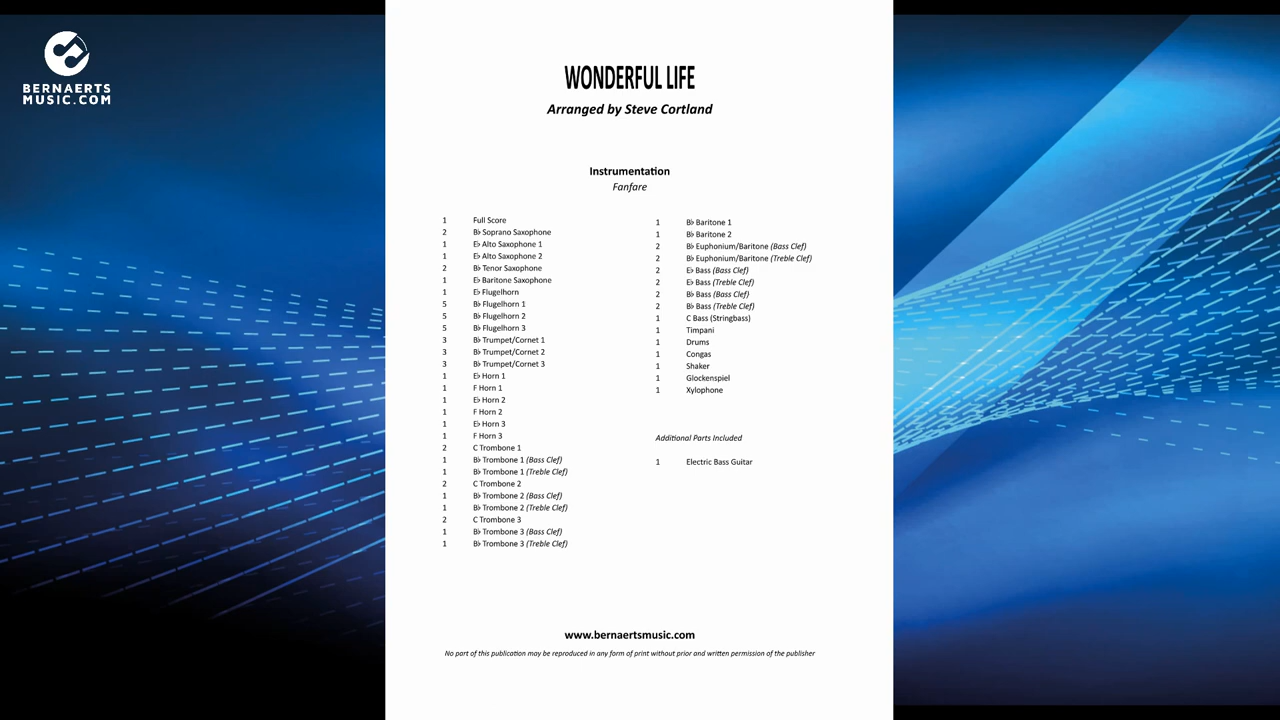 BERNAERTS
MUSIC.COM
WONDERFUL LIFE
Arranged by Steve Cortland
Instrumentation
Fanfare
1 Full Score
2 B♭ Soprano Saxophone
1 E♭ Alto Saxophone 1
1 E♭ Alto Saxophone 2
2 B♭ Tenor Saxophone
1 E♭ Baritone Saxophone
1 E♭ Flugelhorn
5 B♭ Flugelhorn 1
5 B♭ Flugelhorn 2
5 B♭ Flugelhorn 3
3 B♭ Trumpet/Cornet 1
3 B♭ Trumpet/Cornet 2
3 B♭ Trumpet/Cornet 3
1 E♭ Horn 1
1 F Horn 1
1 E♭ Horn 2
1 F Horn 2
1 E♭ Horn 3
1 F Horn 3
2 C Trombone 1
1 B♭ Trombone 1 (Bass Clef)
1 B♭ Trombone 1 (Treble Clef)
2 C Trombone 2
1 B♭ Trombone 2 (Bass Clef)
1 B♭ Trombone 2 (Treble Clef)
2 C Trombone 3
1 B♭ Trombone 3 (Bass Clef)
1 B♭ Trombone 3 (Treble Clef)
1 B♭ Baritone 1
1 B♭ Baritone 2
2 B♭ Euphonium/Baritone (Bass Clef)
2 B♭ Euphonium/Baritone (Treble Clef)
2 E♭ Bass (Bass Clef)
2 E♭ Bass (Treble Clef)
2 B♭ Bass (Bass Clef)
2 B♭ Bass (Treble Clef)
1 C Bass (Stringbass)
1 Timpani
1 Drums
1 Congas
1 Shaker
1 Glockenspiel
1 Xylophone
Additional Parts Included
1 Electric Bass Guitar
www.bernaertsmusic.com
No part of this publication may be reproduced in any form of print without prior and written permission of the publisher